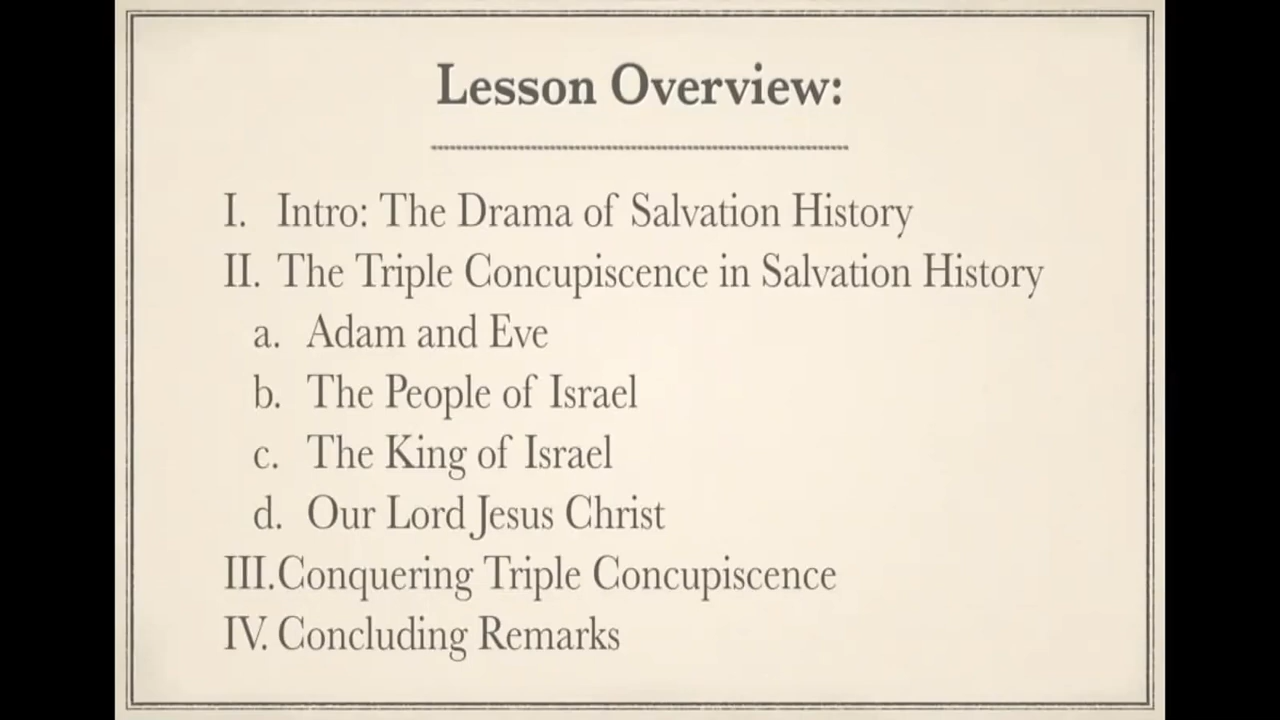 Lesson Overview:
I. Intro: The Drama of Salvation History
II. The Triple Concupiscence in Salvation History
a. Adam and Eve
b. The People of Israel
c. The King of Israel
d. Our Lord Jesus Christ
III. Conquering Triple Concupiscence
IV. Concluding Remarks